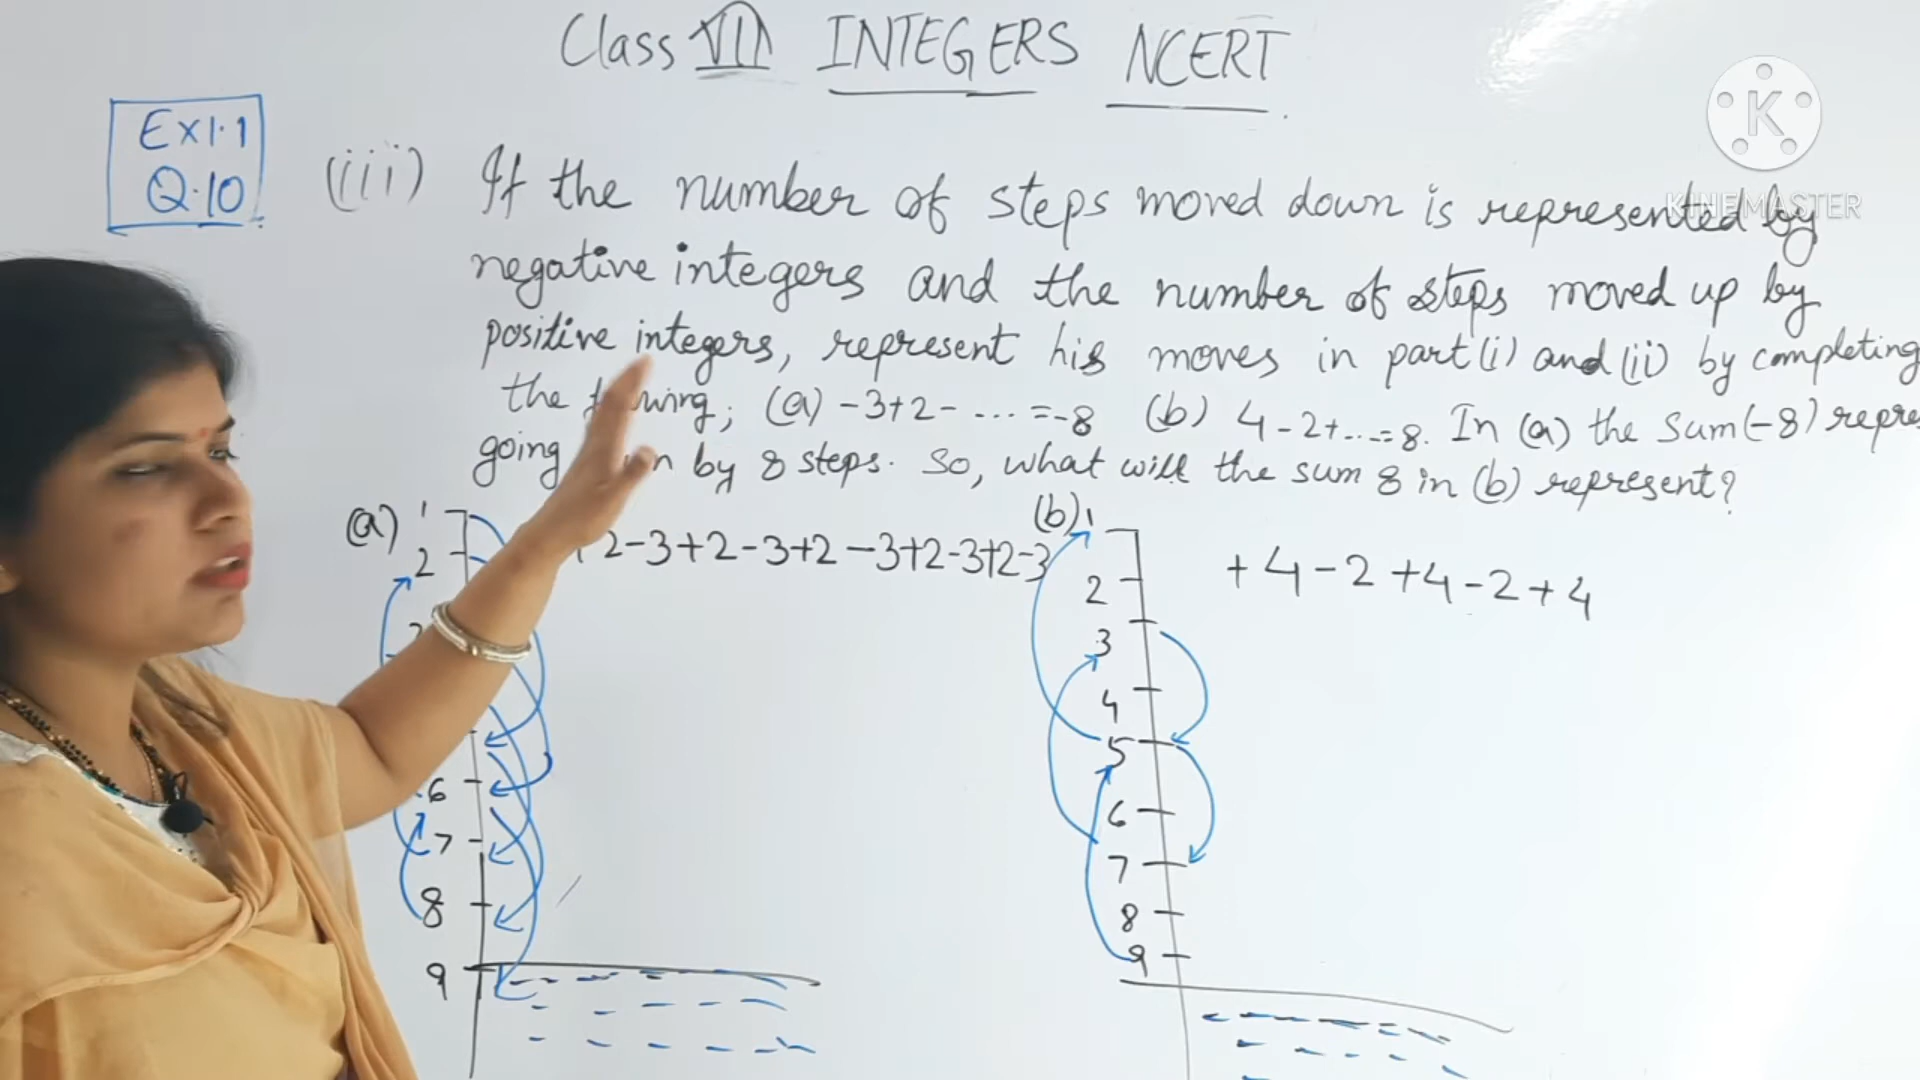 Class VII INTEGERS NCERT
Ex 1.1
Q.10
K
KINEMASTER
(iii) If the number of steps moved down is represented by
negative integers and the number of steps moved up by
positive integers, represent his moves in part (i) and (ii) by completing
the ; (a) -3+2- .... =-8 (b) 4-2+...=8. In (a) the sum (-8)
going by 8 steps. So, what will the sum 8 in (b) represent?
(a) 2-3+2-3+2-3+2-3+2-3
(b) +4-2+4-2+4
1
2
6
7
8
9
1
2
3
4
5
6
7
8
9